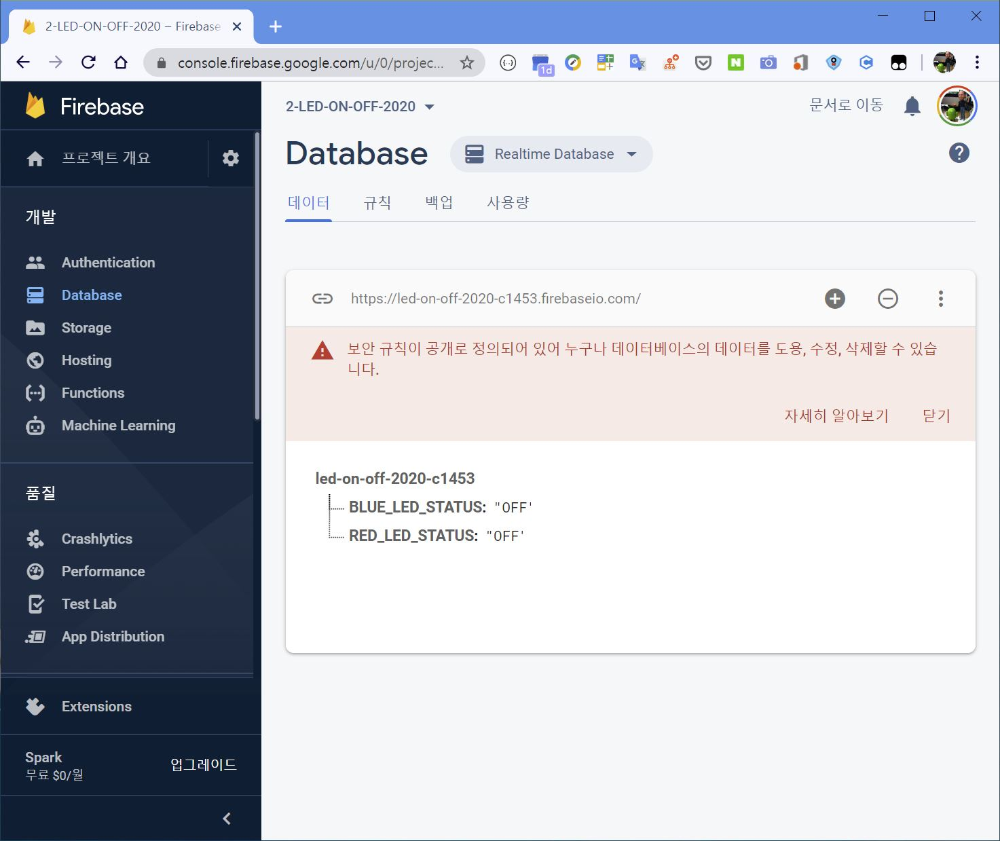 2-LED-ON-OFF-2020 – Firebase
console.firebase.google.com/u/0/projec...
1d
Firebase
프로젝트 개요
개발
Authentication
Database
Storage
Hosting
Functions
Machine Learning
품질
Crashlytics
Performance
Test Lab
App Distribution
Extensions
Spark
무료 $0/월
업그레이드
2-LED-ON-OFF-2020
문서로 이동
Database
Realtime Database
데이터
규칙
백업
사용량
https://led-on-off-2020-c1453.firebaseio.com/
보안 규칙이 공개로 정의되어 있어 누구나 데이터베이스의 데이터를 도용, 수정, 삭제할 수 있습
니다.
자세히 알아보기
닫기
led-on-off-2020-c1453
BLUE_LED_STATUS: "OFF'
RED_LED_STATUS: "OFF'